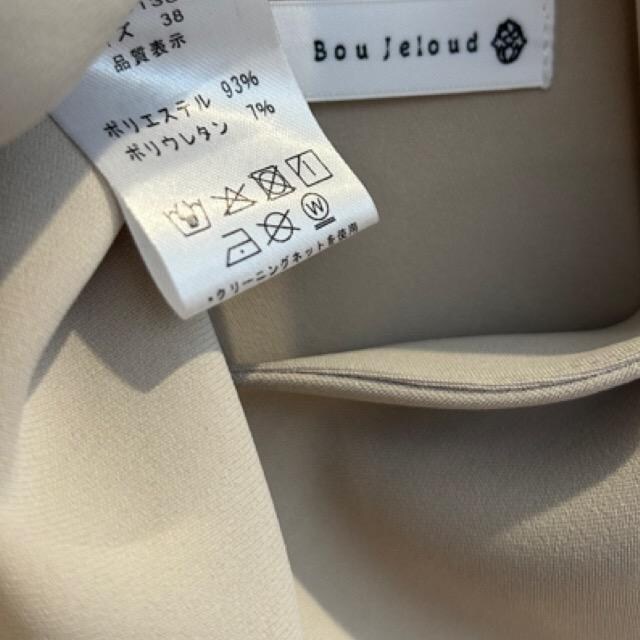 ズ 38
品質表示
ポリエステル 93%
ポリウレタン 7%
W
*クリーニングネット使用
Bou Jeloud